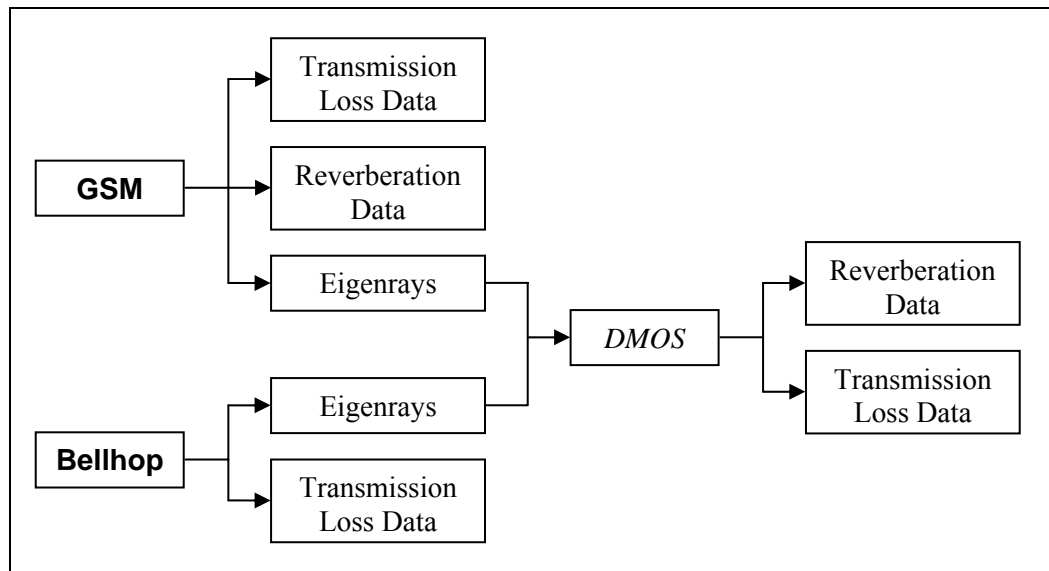 Transmission
Loss Data
GSM
Reverberation
Data
Eigenrays
Reverberation
Data
DMOS
Eigenrays
Transmission
Loss Data
Bellhop
Transmission
Loss Data